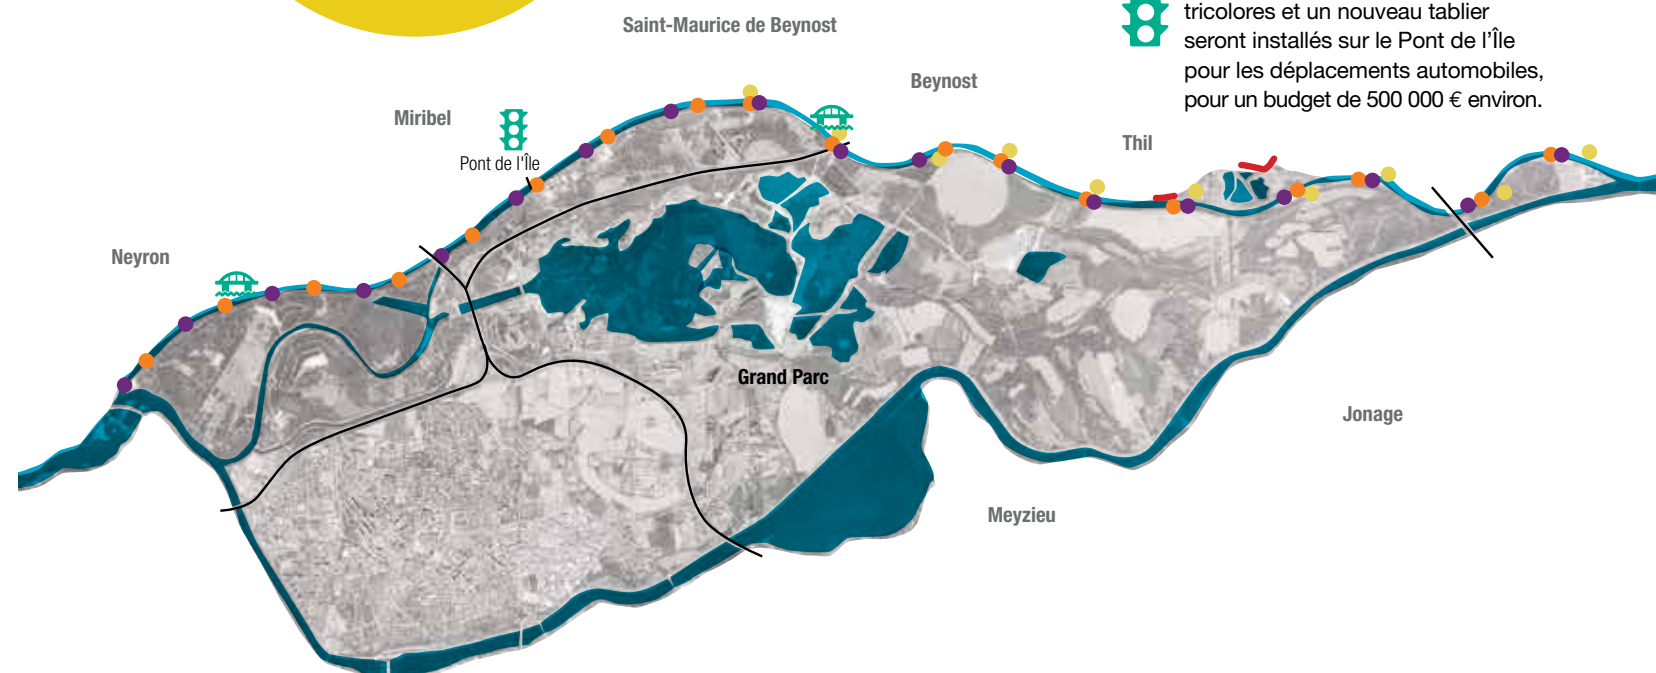 tricolores et un nouveau tablier
seront installés sur le Pont de l'Île
pour les déplacements automobiles,
pour un budget de 500 000 € environ.
Saint-Maurice de Beynost
Beynost
Miribel
Pont de l'Île
Thil
Neyron
Grand Parc
Jonage
Meyzieu